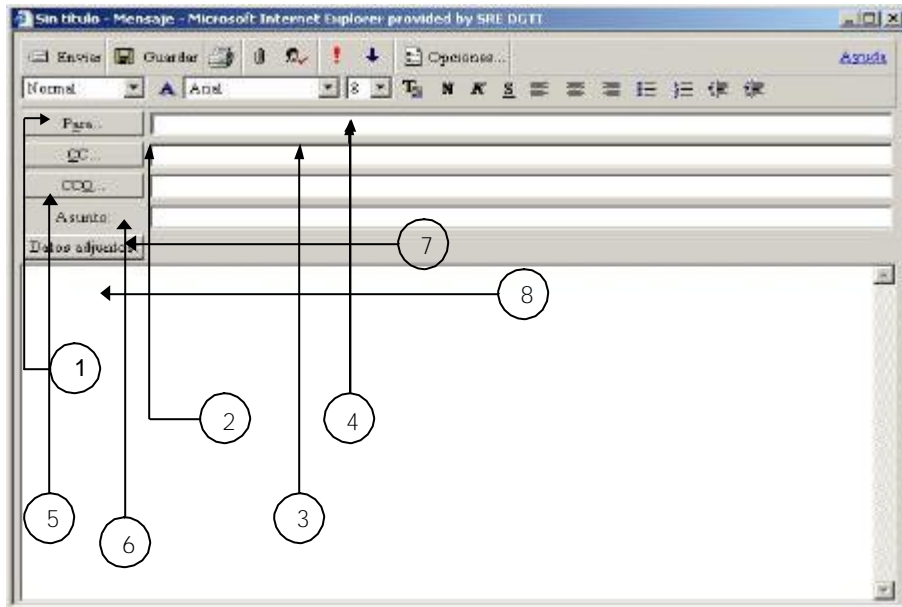 Sin título - Mensaje - Microsoft Internet Explorer provided by SRE DGTI
Enviar Guardar ! Opciones... Ayuda
Normal A Arial 8 N K S
Para...
CC...
CCO...
Asunto:
Datos adjuntos
7
8
1
2
4
5
3
6